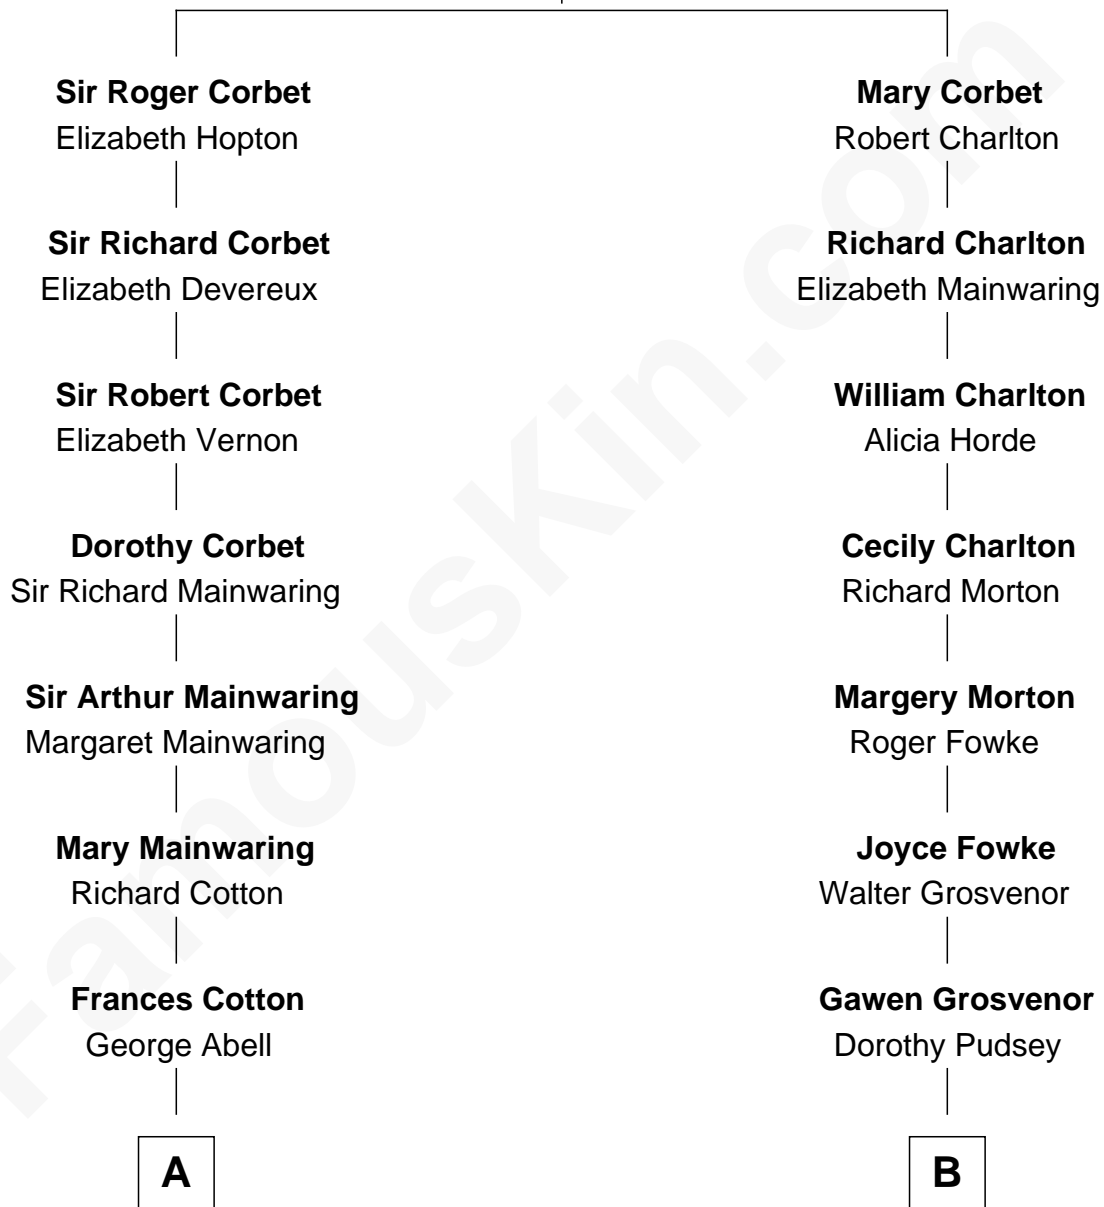 Sir Roger Corbet
Elizabeth Hopton
Sir Richard Corbet
Elizabeth Devereux
Sir Robert Corbet
Elizabeth Vernon
Dorothy Corbet
Sir Richard Mainwaring
Sir Arthur Mainwaring
Margaret Mainwaring
Mary Mainwaring
Richard Cotton
Frances Cotton
George Abell
A
Mary Corbet
Robert Charlton
Richard Charlton
Elizabeth Mainwaring
William Charlton
Alicia Horde
Cecily Charlton
Richard Morton
Margery Morton
Roger Fowke
Joyce Fowke
Walter Grosvenor
Gawen Grosvenor
Dorothy Pudsey
B
FamousKin.com